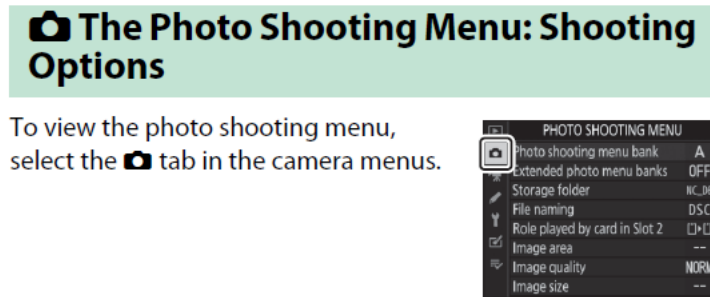 The Photo Shooting Menu: Shooting
Options
To view the photo shooting menu,
select the tab in the camera menus.
PHOTO SHOOTING MENU
Photo shooting menu bank A
Extended photo menu banks OFF
Storage folder
File naming DSC
Role played by card in Slot 2
Image area --
Image quality NORM
Image size --